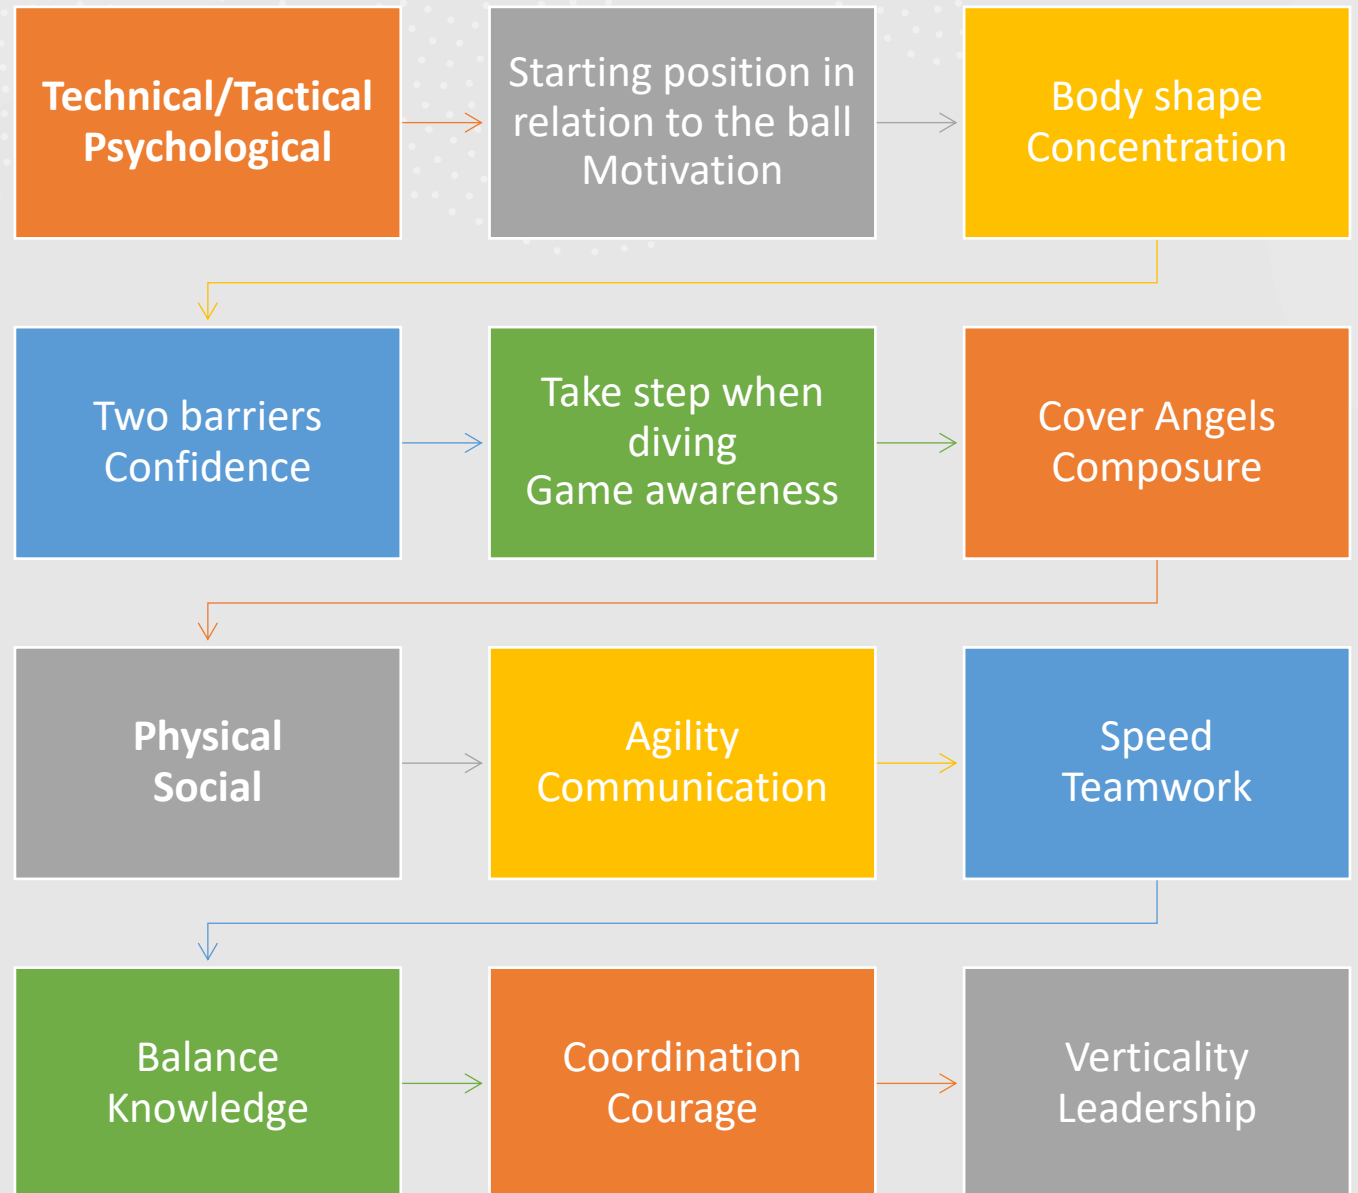 Technical/Tactical
Psychological
Starting position in
relation to the ball
Motivation
Body shape
Concentration
Two barriers
Confidence
Take step when
diving
Game awareness
Cover Angels
Composure
Physical
Social
Agility
Communication
Speed
Teamwork
Balance
Knowledge
Coordination
Courage
Verticality
Leadership